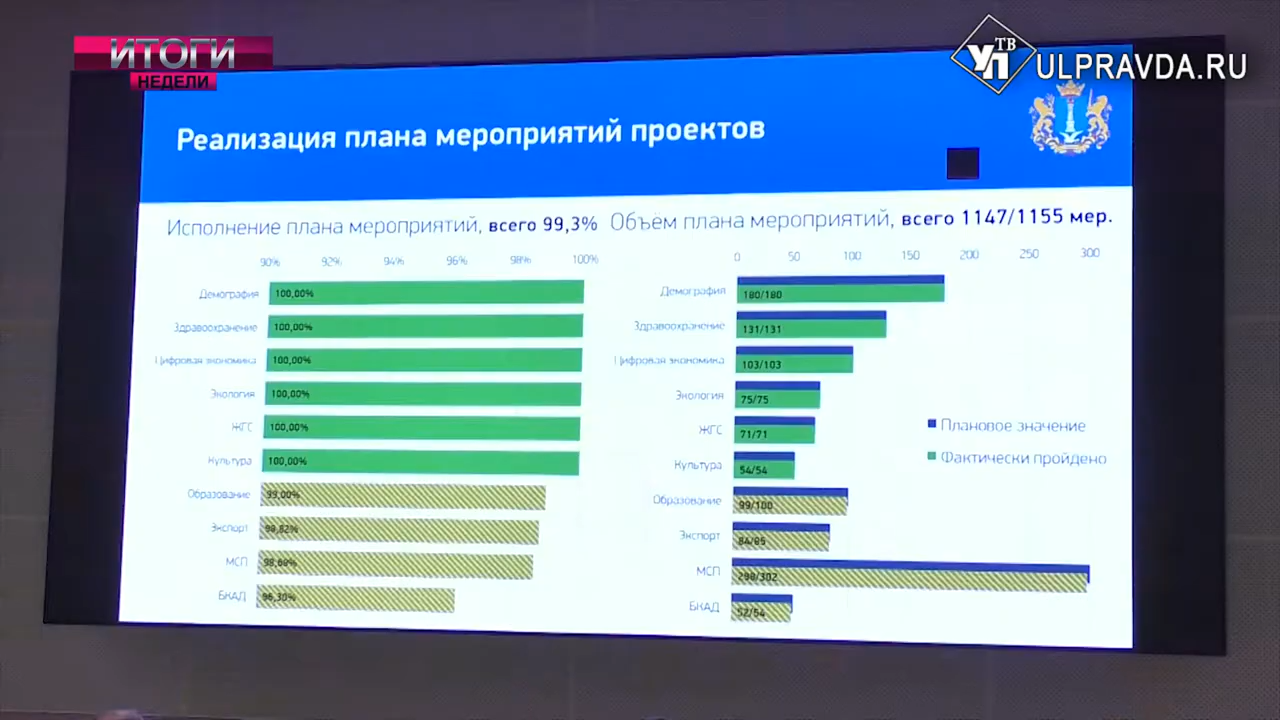 ИТОГИ
НЕДЕЛИ
УП ТВ ULPRAVDA.RU
Реализация плана мероприятий проектов
Исполнение плана мероприятий, всего 99,3%
90% 92% 94% 96% 98% 100%
Демография 100,00%
Здравоохранение 100,00%
Цифровая экономика 100,00%
Экология 100,00%
ЖГС 100,00%
Культура 100,00%
Образование 99,00%
Экспорт 98,82%
МСП 98,68%
БКАД 96,30%
Объём плана мероприятий, всего 1147/1155 мер.
0 50 100 150 200 250 300
Демография 180/180
Здравоохранение 131/131
Цифровая экономика 103/103
Экология 75/75
ЖГС 71/71
Культура 54/54
Образование 99/100
Экспорт 84/85
МСП 298/302
БКАД 52/54
Плановое значение
Фактически пройдено